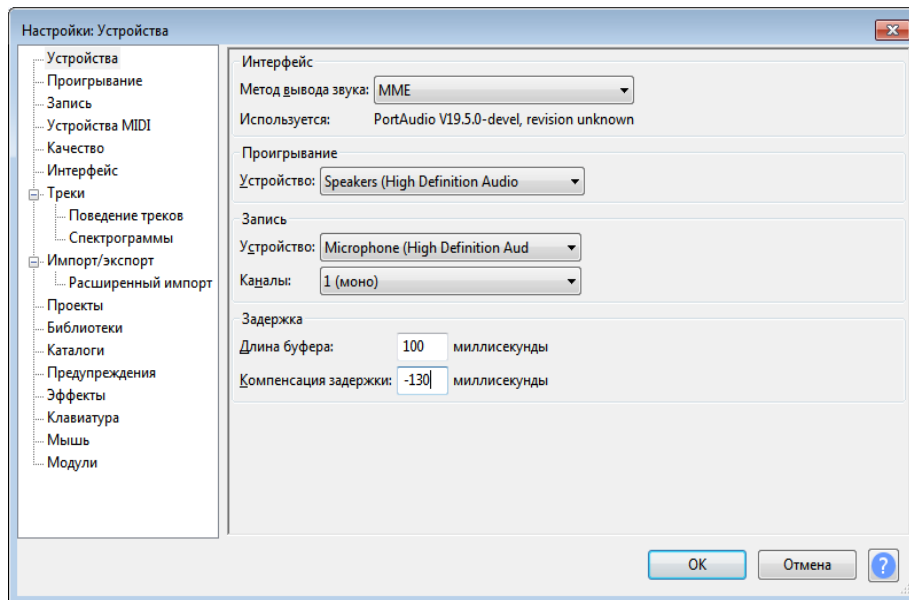 Настройки: Устройства
Устройства
Проигрывание
Запись
Устройства MIDI
Качество
Интерфейс
Треки
Поведение треков
Спектрограммы
Импорт/экспорт
Расширенный импорт
Проекты
Библиотеки
Каталоги
Предупреждения
Эффекты
Клавиатура
Мышь
Модули
Интерфейс
Метод вывода звука: MME
Используется: PortAudio V19.5.0-devel, revision unknown
Проигрывание
Устройство: Speakers (High Definition Audio
Запись
Устройство: Microphone (High Definition Aud
Каналы: 1 (моно)
Задержка
Длина буфера: 100 миллисекунды
Компенсация задержки: -130 миллисекунды
OK Отмена ?